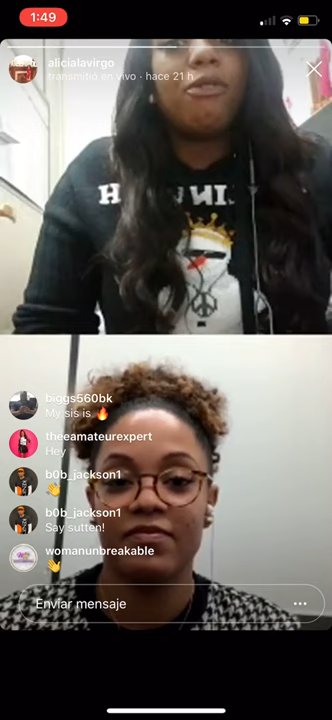 1:49
alicialavirgo
transmitió en vivo · hace 21 h
biggs560bk
My sis is 🔥
theeamateurexpert
Hey
b0b_jackson1
👋
b0b_jackson1
Say sutten!
womanunbreakable
👋
Enviar mensaje